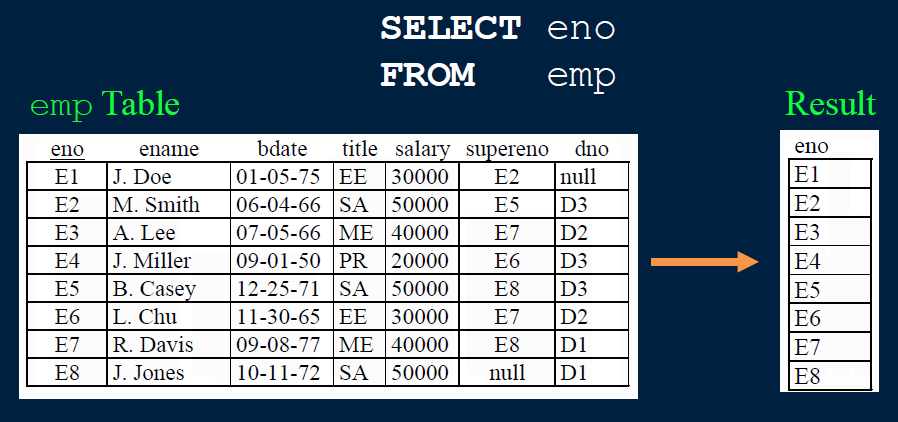 SELECT eno
FROM emp
emp Table
Result
eno ename bdate title salary supereno dno
E1 J. Doe 01-05-75 EE 30000 E2 null
E2 M. Smith 06-04-66 SA 50000 E5 D3
E3 A. Lee 07-05-66 ME 40000 E7 D2
E4 J. Miller 09-01-50 PR 20000 E6 D3
E5 B. Casey 12-25-71 SA 50000 E8 D3
E6 L. Chu 11-30-65 EE 30000 E7 D2
E7 R. Davis 09-08-77 ME 40000 E8 D1
E8 J. Jones 10-11-72 SA 50000 null D1
eno
E1
E2
E3
E4
E5
E6
E7
E8